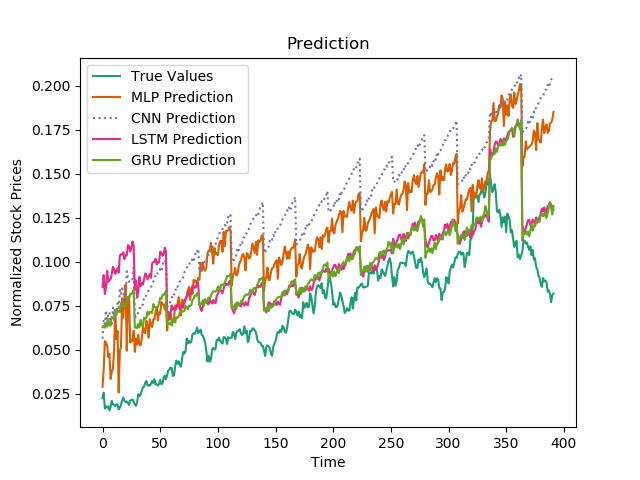 Prediction
True Values
MLP Prediction
CNN Prediction
LSTM Prediction
GRU Prediction
Normalized Stock Prices
0.200
0.175
0.150
0.125
0.100
0.075
0.050
0.025
0 50 100 150 200 250 300 350 400
Time